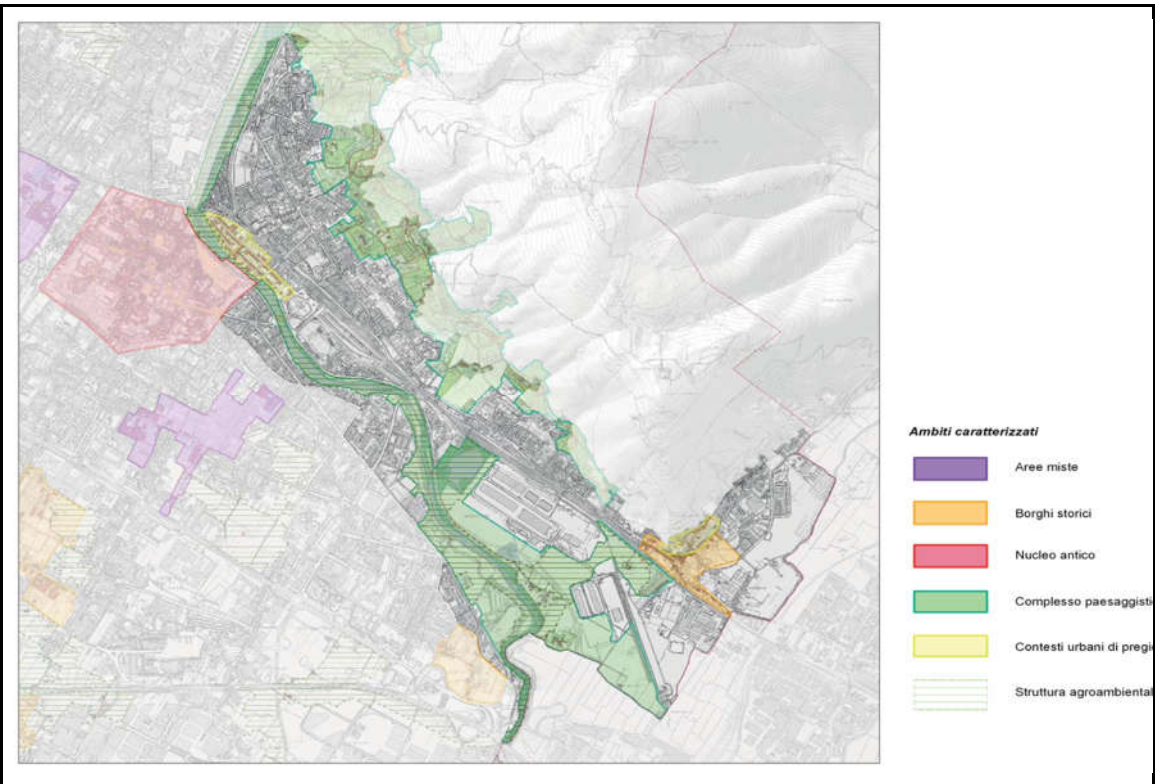 Ambiti caratterizzati
Aree miste
Borghi storici
Nucleo antico
Complesso paesaggisti
Contesti urbani di pregi
Struttura agroambiental